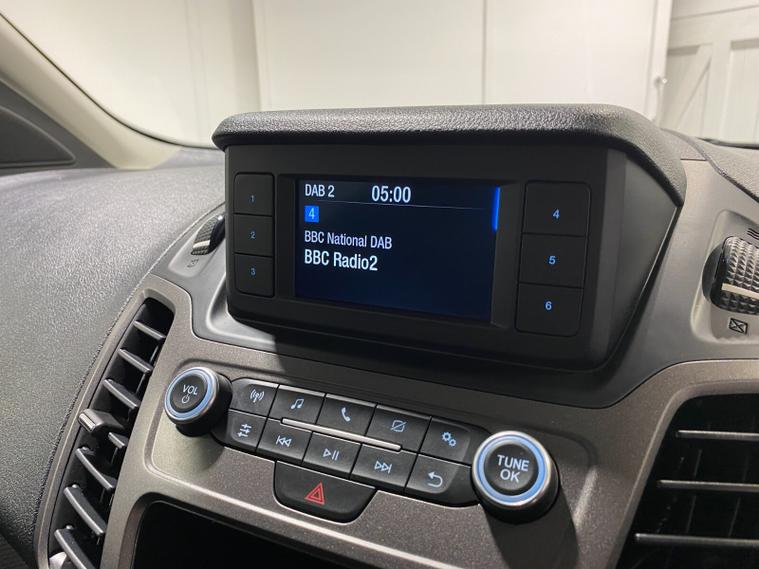 DAB 2 05:00
4
BBC National DAB
BBC Radio2
1
2
3
4
5
6
VOL
TUNE
OK